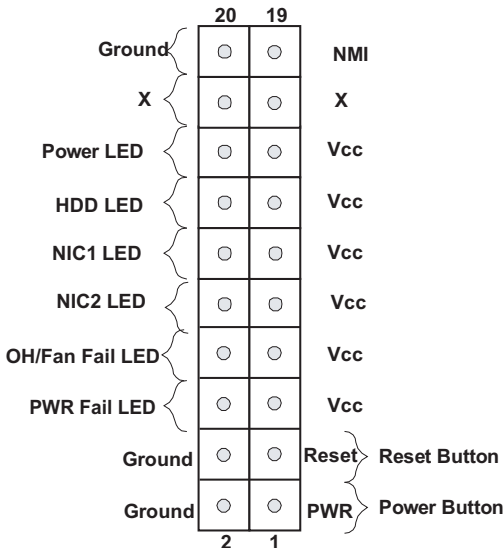 20 19
Ground NMI
X X
Power LED Vcc
HDD LED Vcc
NIC1 LED Vcc
NIC2 LED Vcc
OH/Fan Fail LED Vcc
PWR Fail LED Vcc
Ground Reset Reset Button
Ground PWR Power Button
2 1